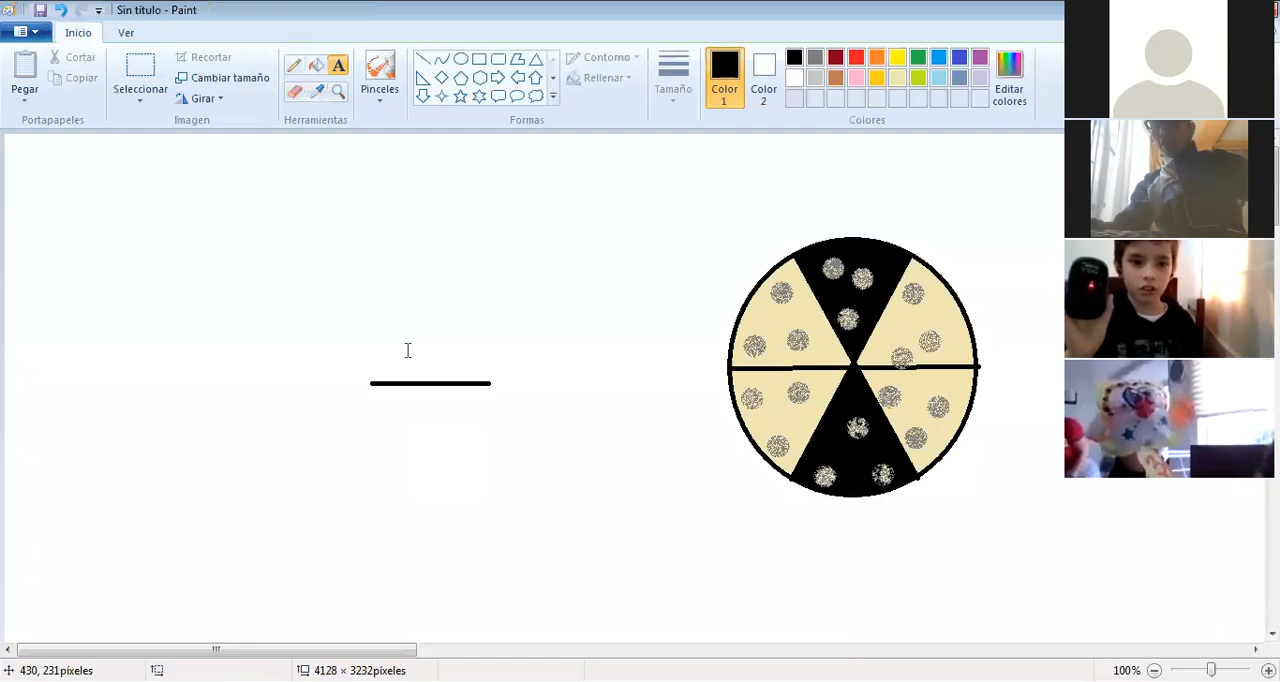 Sin título - Paint
Inicio Ver
Pegar
Cortar
Copiar
Portapapeles
Seleccionar
Recortar
Cambiar tamaño
Girar
Imagen
A
Herramientas
Pinceles
Contorno
Rellenar
Formas
Tamaño
Color 1
Color 2
Editar colores
Colores
430, 231píxeles
4128 × 3232píxeles
100%